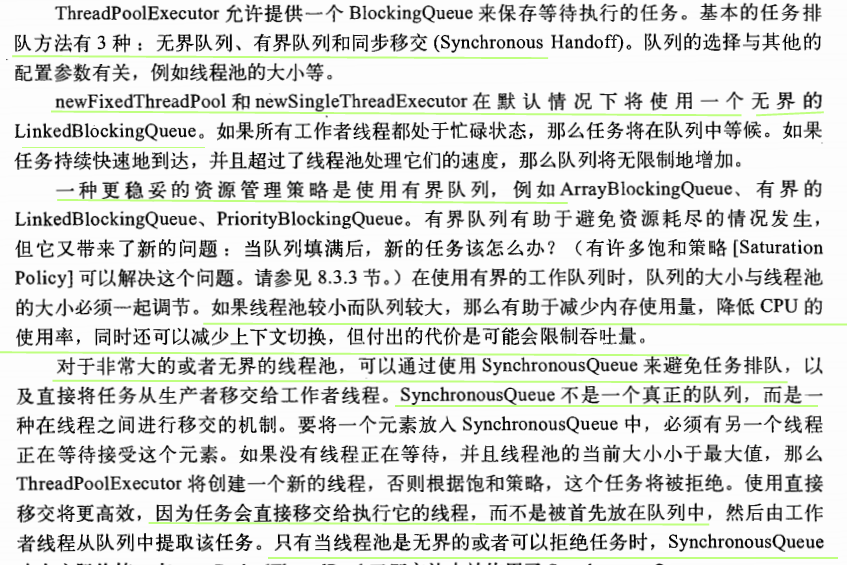 ThreadPoolExecutor 允许提供一个 BlockingQueue 来保存等待执行的任务。基本的任务排
队方法有 3 种：无界队列、有界队列和同步移交 (Synchronous Handoff)。队列的选择与其他的
配置参数有关，例如线程池的大小等。
newFixedThreadPool 和 newSingleThreadExecutor 在默认情况下将使用一个无界的
LinkedBlockingQueue。如果所有工作者线程都处于忙碌状态，那么任务将在队列中等候。如果
任务持续快速地到达，并且超过了线程池处理它们的速度，那么队列将无限制地增加。
一种更稳妥的资源管理策略是使用有界队列，例如 ArrayBlockingQueue、有界的
LinkedBlockingQueue、PriorityBlockingQueue。有界队列有助于避免资源耗尽的情况发生，
但它又带来了新的问题：当队列填满后，新的任务该怎么办？（有许多饱和策略 [Saturation
Policy] 可以解决这个问题。请参见 8.3.3 节。）在使用有界的工作队列时，队列的大小与线程池
的大小必须一起调节。如果线程池较小而队列较大，那么有助于减少内存使用量，降低 CPU 的
使用率，同时还可以减少上下文切换，但付出的代价是可能会限制吞吐量。
对于非常大的或者无界的线程池，可以通过使用 SynchronousQueue 来避免任务排队，以
及直接将任务从生产者移交给工作者线程。SynchronousQueue 不是一个真正的队列，而是一
种在线程之间进行移交的机制。要将一个元素放入 SynchronousQueue 中，必须有另一个线程
正在等待接受这个元素。如果没有线程正在等待，并且线程池的当前大小小于最大值，那么
ThreadPoolExecutor 将创建一个新的线程，否则根据饱和策略，这个任务将被拒绝。使用直接
移交将更高效，因为任务会直接移交给执行它的线程，而不是被首先放在队列中，然后由工作
者线程从队列中提取该任务。只有当线程池是无界的或者可以拒绝任务时，SynchronousQueue